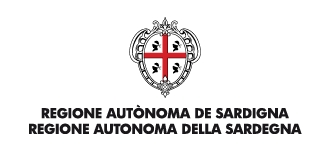 REGIONE AUTÒNOMA DE SARDIGNA
REGIONE AUTONOMA DELLA SARDEGNA